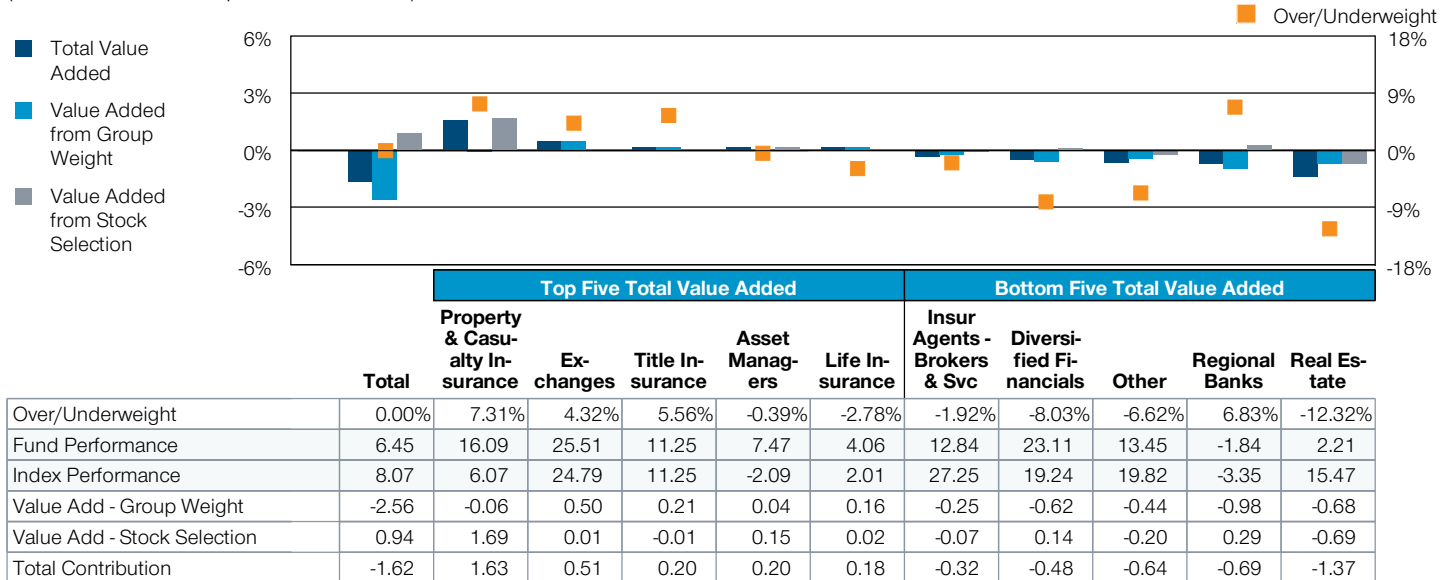 Over/Underweight
Total Value
Added
Value Added
from Group
Weight
Value Added
from Stock
Selection
6%
3%
0%
-3%
-6%
18%
9%
0%
-9%
-18%
Top Five Total Value Added
Bottom Five Total Value Added
Total
Property
& Casu-
alty In-
surance
Ex-
changes
Title In-
surance
Asset
Manag-
ers
Life In-
surance
Insur
Agents -
Brokers
& Svc
Diversi-
fied Fi-
nancials
Other
Regional
Banks
Real Es-
tate
Over/Underweight 0.00% 7.31% 4.32% 5.56% -0.39% -2.78% -1.92% -8.03% -6.62% 6.83% -12.32%
Fund Performance 6.45 16.09 25.51 11.25 7.47 4.06 12.84 23.11 13.45 -1.84 2.21
Index Performance 8.07 6.07 24.79 11.25 -2.09 2.01 27.25 19.24 19.82 -3.35 15.47
Value Add - Group Weight -2.56 -0.06 0.50 0.21 0.04 0.16 -0.25 -0.62 -0.44 -0.98 -0.68
Value Add - Stock Selection 0.94 1.69 0.01 -0.01 0.15 0.02 -0.07 0.14 -0.20 0.29 -0.69
Total Contribution -1.62 1.63 0.51 0.20 0.20 0.18 -0.32 -0.48 -0.64 -0.69 -1.37